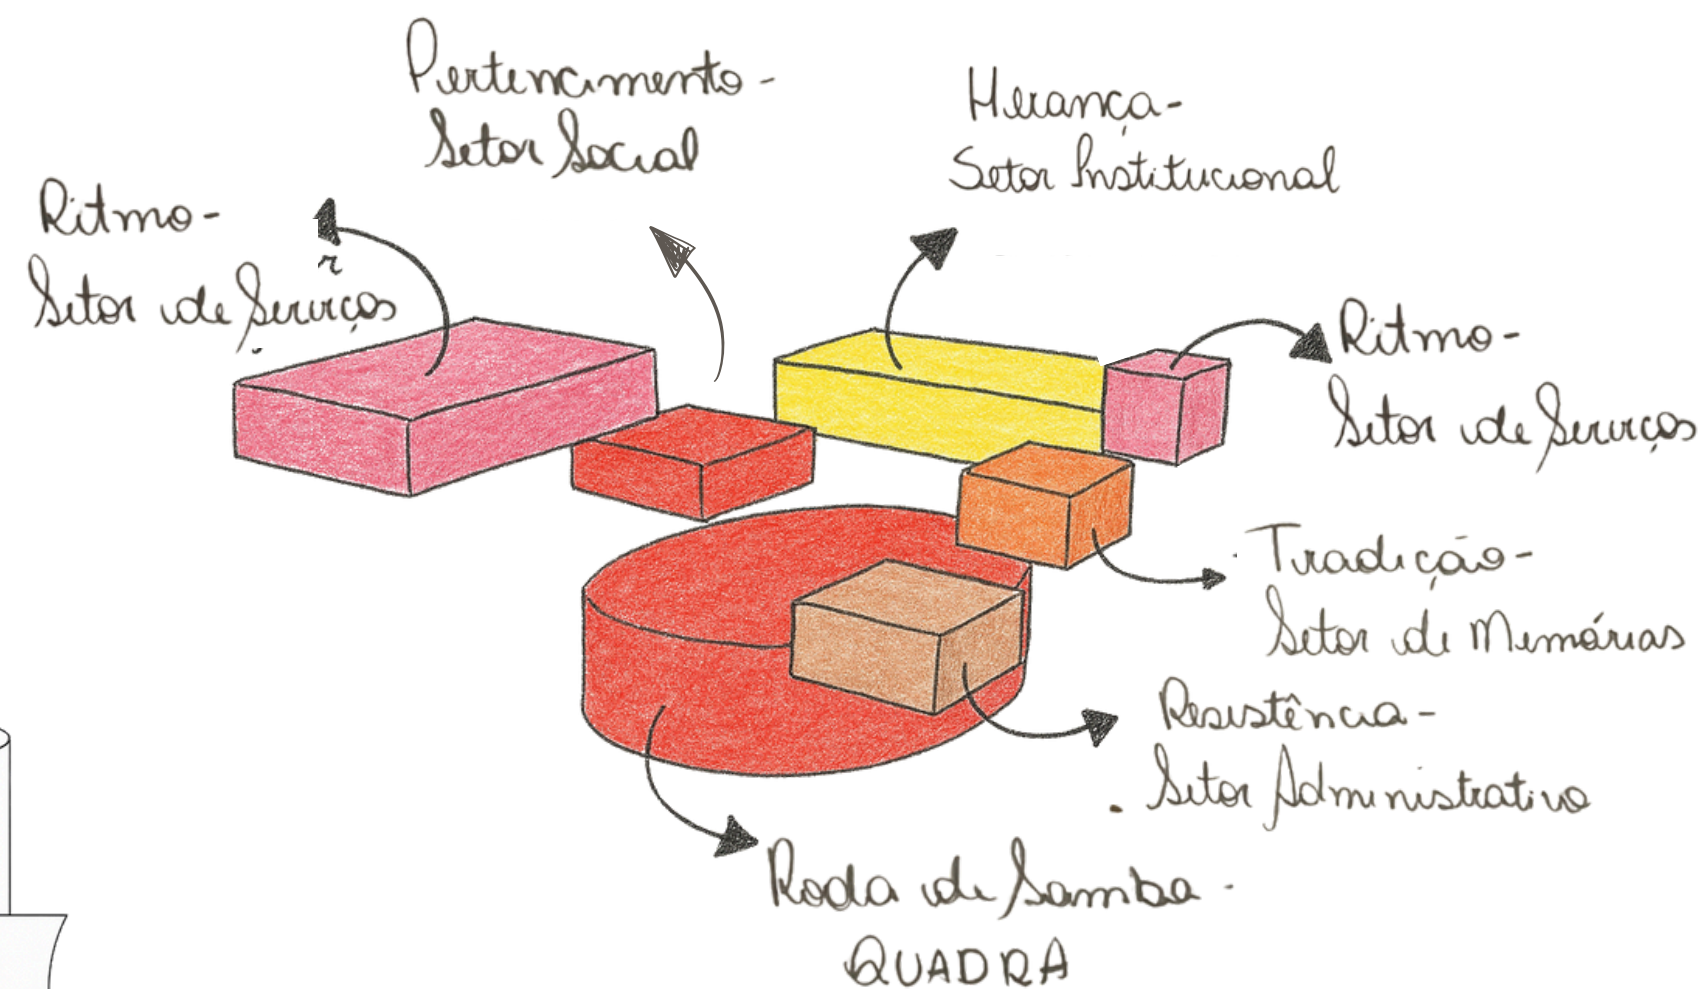 Pertencimento-
Setor Social
Herança-
Setor Institucional
Ritmo-
Setor de Serviços
Ritmo-
Setor de Serviços
Tradição-
Setor de Memórias
Resistência-
Setor Administrativo
Roda de Samba-
QUADRA